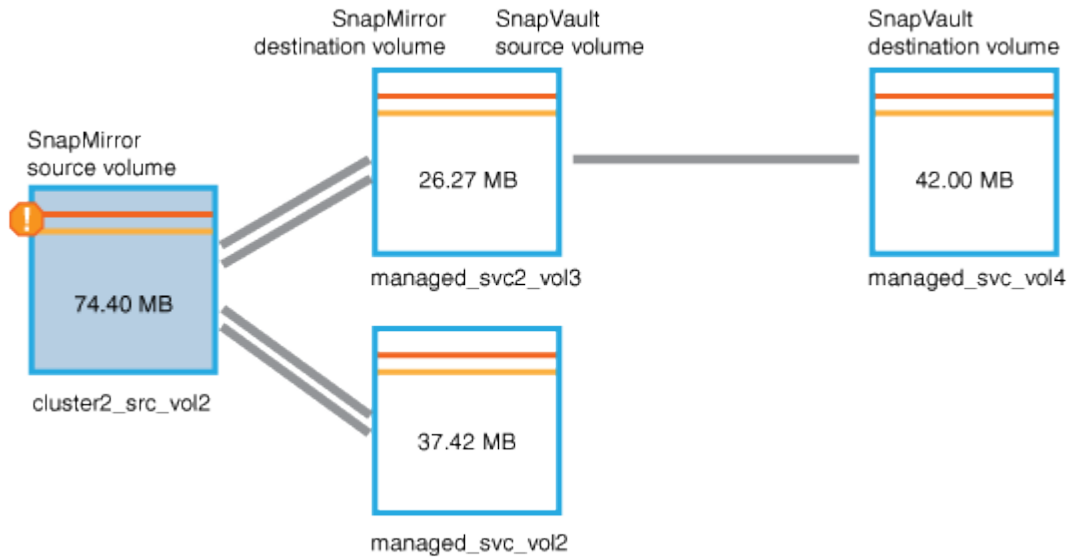 SnapMirror
destination volume
SnapVault
source volume
SnapVault
destination volume
SnapMirror
source volume
!
74.40 MB
cluster2_src_vol2
26.27 MB
managed_svc2_vol3
42.00 MB
managed_svc_vol4
37.42 MB
managed_svc_vol2